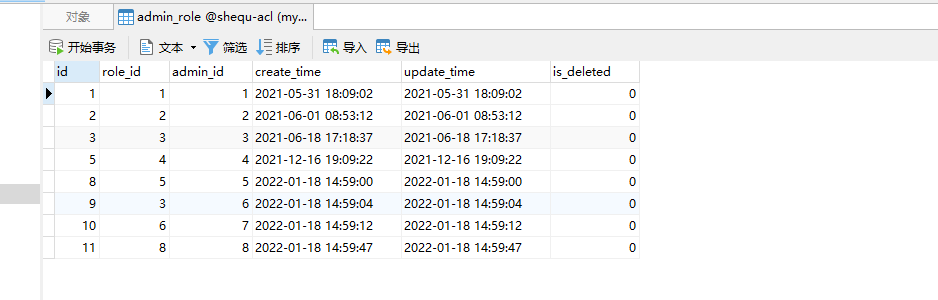 对象 admin_role @shequ-acl (my...
开始事务 文本 筛选 排序 导入 导出
id role_id admin_id create_time update_time is_deleted
1 1 1 2021-05-31 18:09:02 2021-05-31 18:09:02 0
2 2 2 2021-06-01 08:53:12 2021-06-01 08:53:12 0
3 3 3 2021-06-18 17:18:37 2021-06-18 17:18:37 0
5 4 4 2021-12-16 19:09:22 2021-12-16 19:09:22 0
8 5 5 2022-01-18 14:59:00 2022-01-18 14:59:00 0
9 3 6 2022-01-18 14:59:04 2022-01-18 14:59:04 0
10 6 7 2022-01-18 14:59:12 2022-01-18 14:59:12 0
11 8 8 2022-01-18 14:59:47 2022-01-18 14:59:47 0